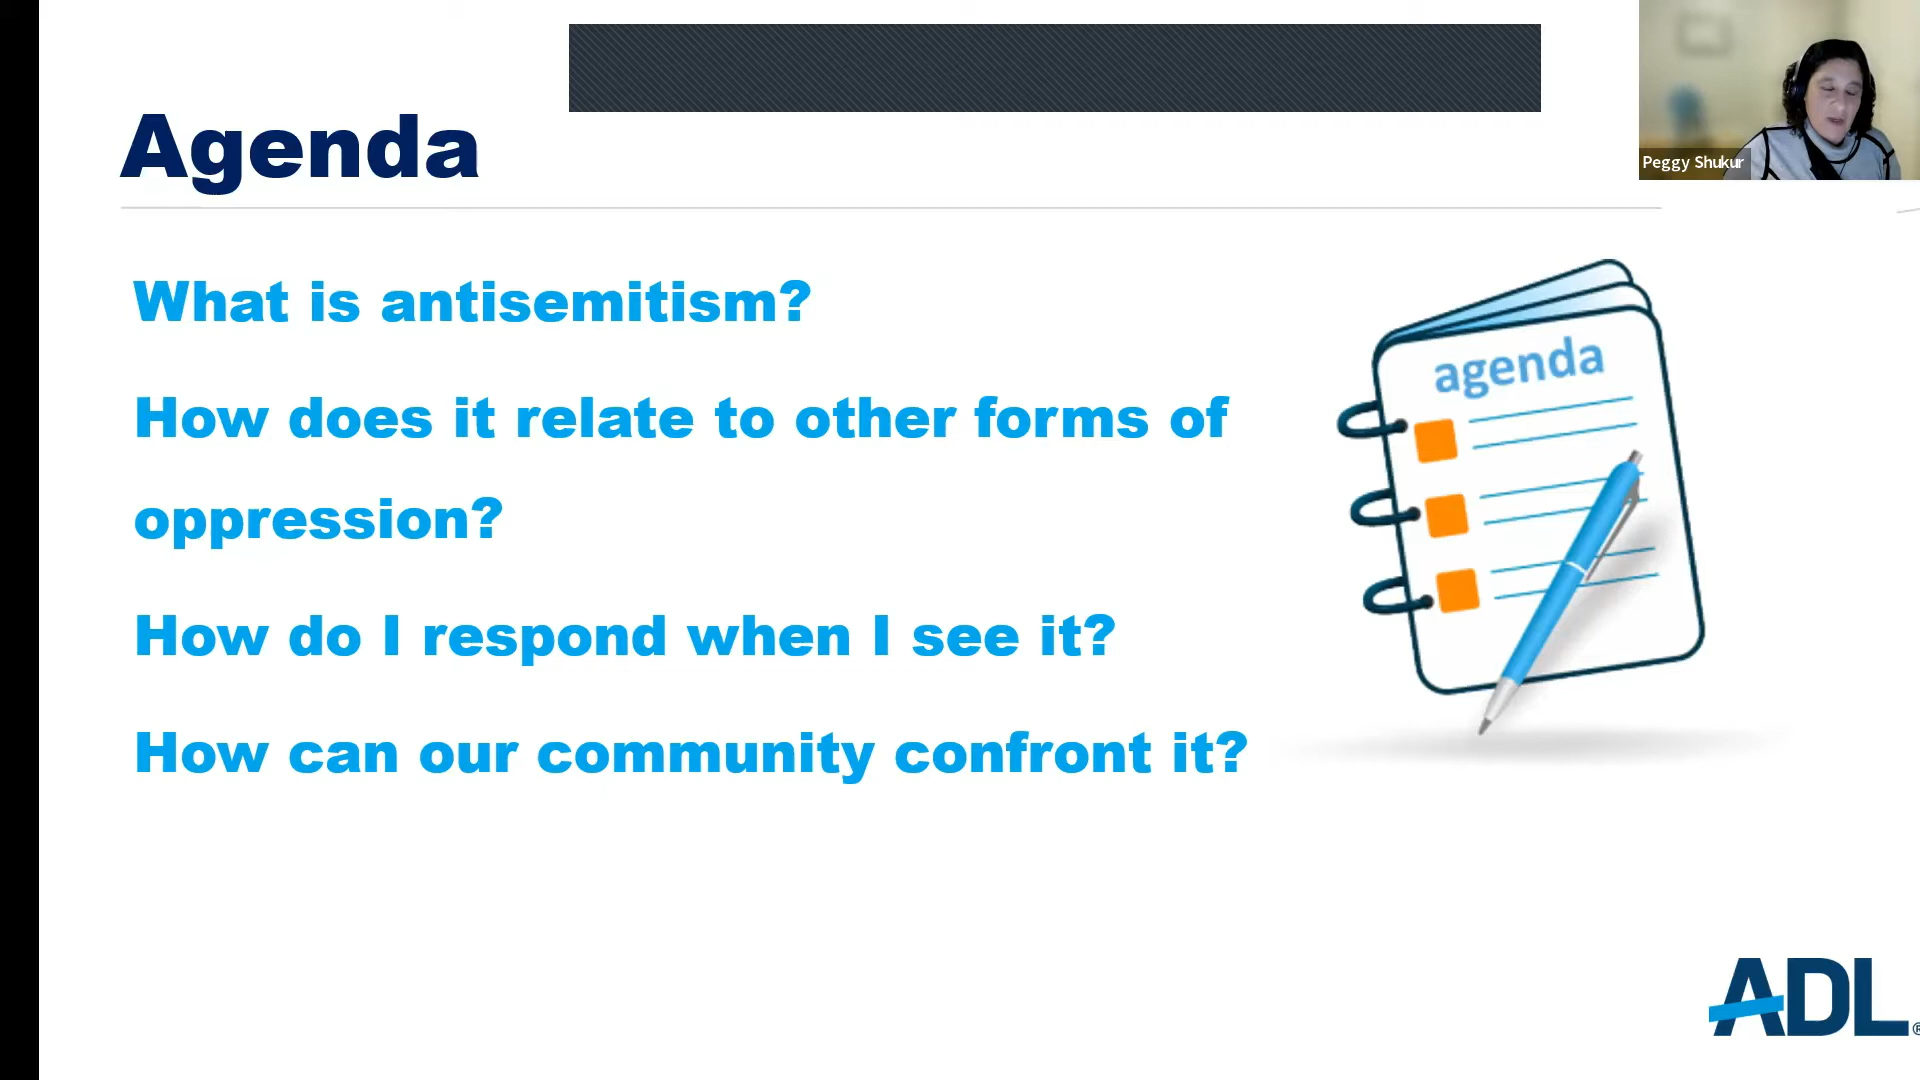 Agenda
Peggy Shukur
What is antisemitism?
How does it relate to other forms of
oppression?
How do I respond when I see it?
How can our community confront it?
agenda
ADL®